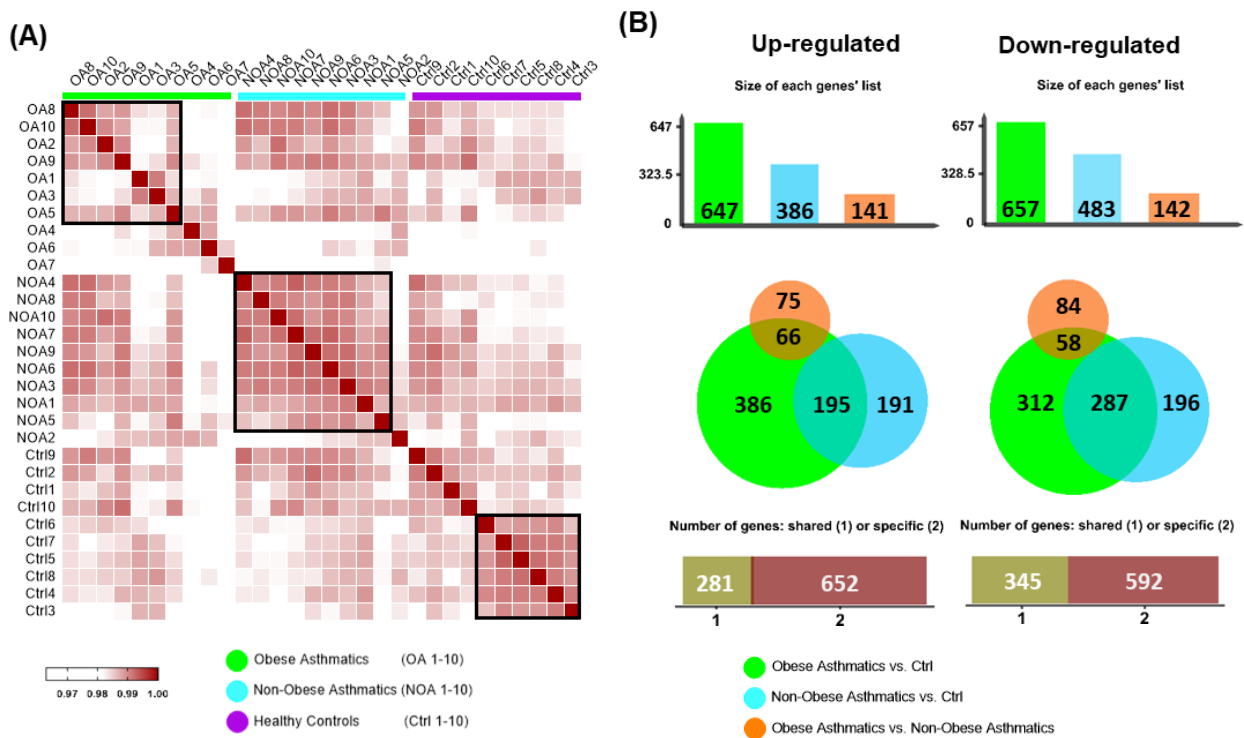 (A)
OA8 OA10 OA2 OA9 OA1 OA3 OA5 OA4 OA6 OA7 NOA4 NOA8 NOA10 NOA7 NOA9 NOA6 NOA3 NOA1 NOA5 NOA2 Ctrl9 Ctrl2 Ctrl1 Ctrl10 Ctrl6 Ctrl7 Ctrl5 Ctrl8 Ctrl4 Ctrl3
OA8
OA10
OA2
OA9
OA1
OA3
OA5
OA4
OA6
OA7
NOA4
NOA8
NOA10
NOA7
NOA9
NOA6
NOA3
NOA1
NOA5
NOA2
Ctrl9
Ctrl2
Ctrl1
Ctrl10
Ctrl6
Ctrl7
Ctrl5
Ctrl8
Ctrl4
Ctrl3
0.97 0.98 0.99 1.00
Obese Asthmatics (OA 1-10)
Non-Obese Asthmatics (NOA 1-10)
Healthy Controls (Ctrl 1-10)
(B)
Up-regulated
Size of each genes' list
647
323.5
0
647 386 141
75
66
386 195 191
Number of genes: shared (1) or specific (2)
281 652
1 2
Down-regulated
Size of each genes' list
657
328.5
0
657 483 142
84
58
312 287 196
Number of genes: shared (1) or specific (2)
345 592
1 2
Obese Asthmatics vs. Ctrl
Non-Obese Asthmatics vs. Ctrl
Obese Asthmatics vs. Non-Obese Asthmatics